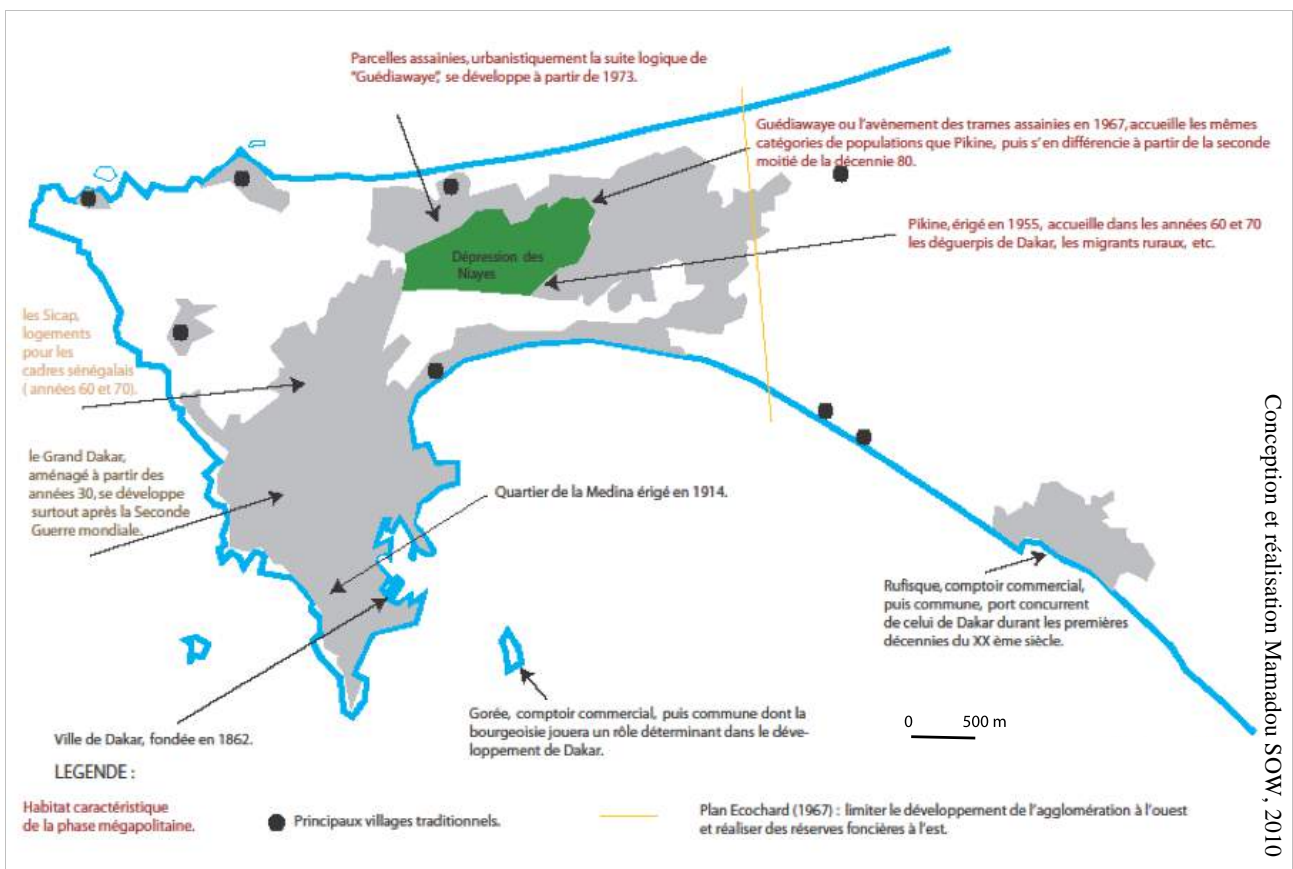 Parcelles assainies, urbanistiquement la suite logique de
"Guédiawaye", se développe à partir de 1973.
Guédiawaye ou l'avènement des trames assainies en 1967, accueille les mêmes
catégories de populations que Pikine, puis s'en différencie à partir de la seconde
moitié de la décennie 80.
Pikine, érigé en 1955, accueille dans les années 60 et 70
les déguerpis de Dakar, les migrants ruraux, etc.
Dépression des
Niayes
les Sicap,
logements
pour les
cadres sénégalais
( années 60 et 70).
le Grand Dakar,
aménagé à partir des
années 30, se développe
surtout après la Seconde
Guerre mondiale.
Quartier de la Medina érigé en 1914.
Rufisque, comptoir commercial,
puis commune, port concurrent
de celui de Dakar durant les premières
décennies du XX ème siècle.
Gorée, comptoir commercial, puis commune dont la
bourgeoisie jouera un rôle déterminant dans le déve-
loppement de Dakar.
0 500 m
Ville de Dakar, fondée en 1862.
LEGENDE :
Habitat caractéristique
de la phase mégapolitaine.
Principaux villages traditionnels.
Plan Ecochard (1967) : limiter le développement de l'agglomération à l'ouest
et réaliser des réserves foncières à l'est.
Conception et réalisation Mamadou SOW, 2010